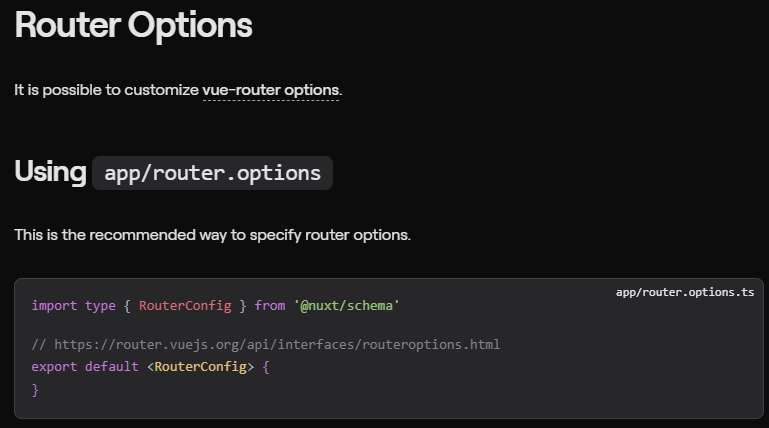 Router Options
It is possible to customize vue-router options.
Using app/router.options
This is the recommended way to specify router options.
app/router.options.ts
import type { RouterConfig } from '@nuxt/schema'
// https://router.vuejs.org/api/interfaces/routeroptions.html
export default <RouterConfig> {
}